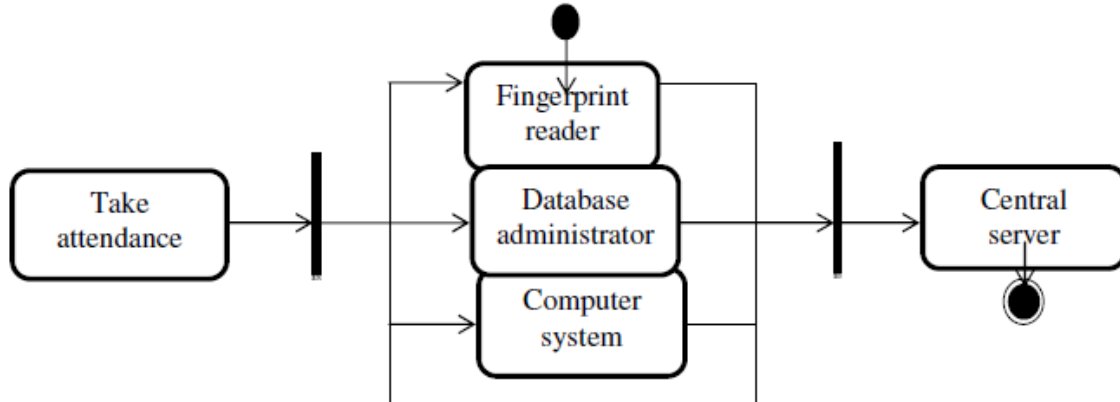 Take
attendance
Fingerprint
reader
Database
administrator
Computer
system
Central
server